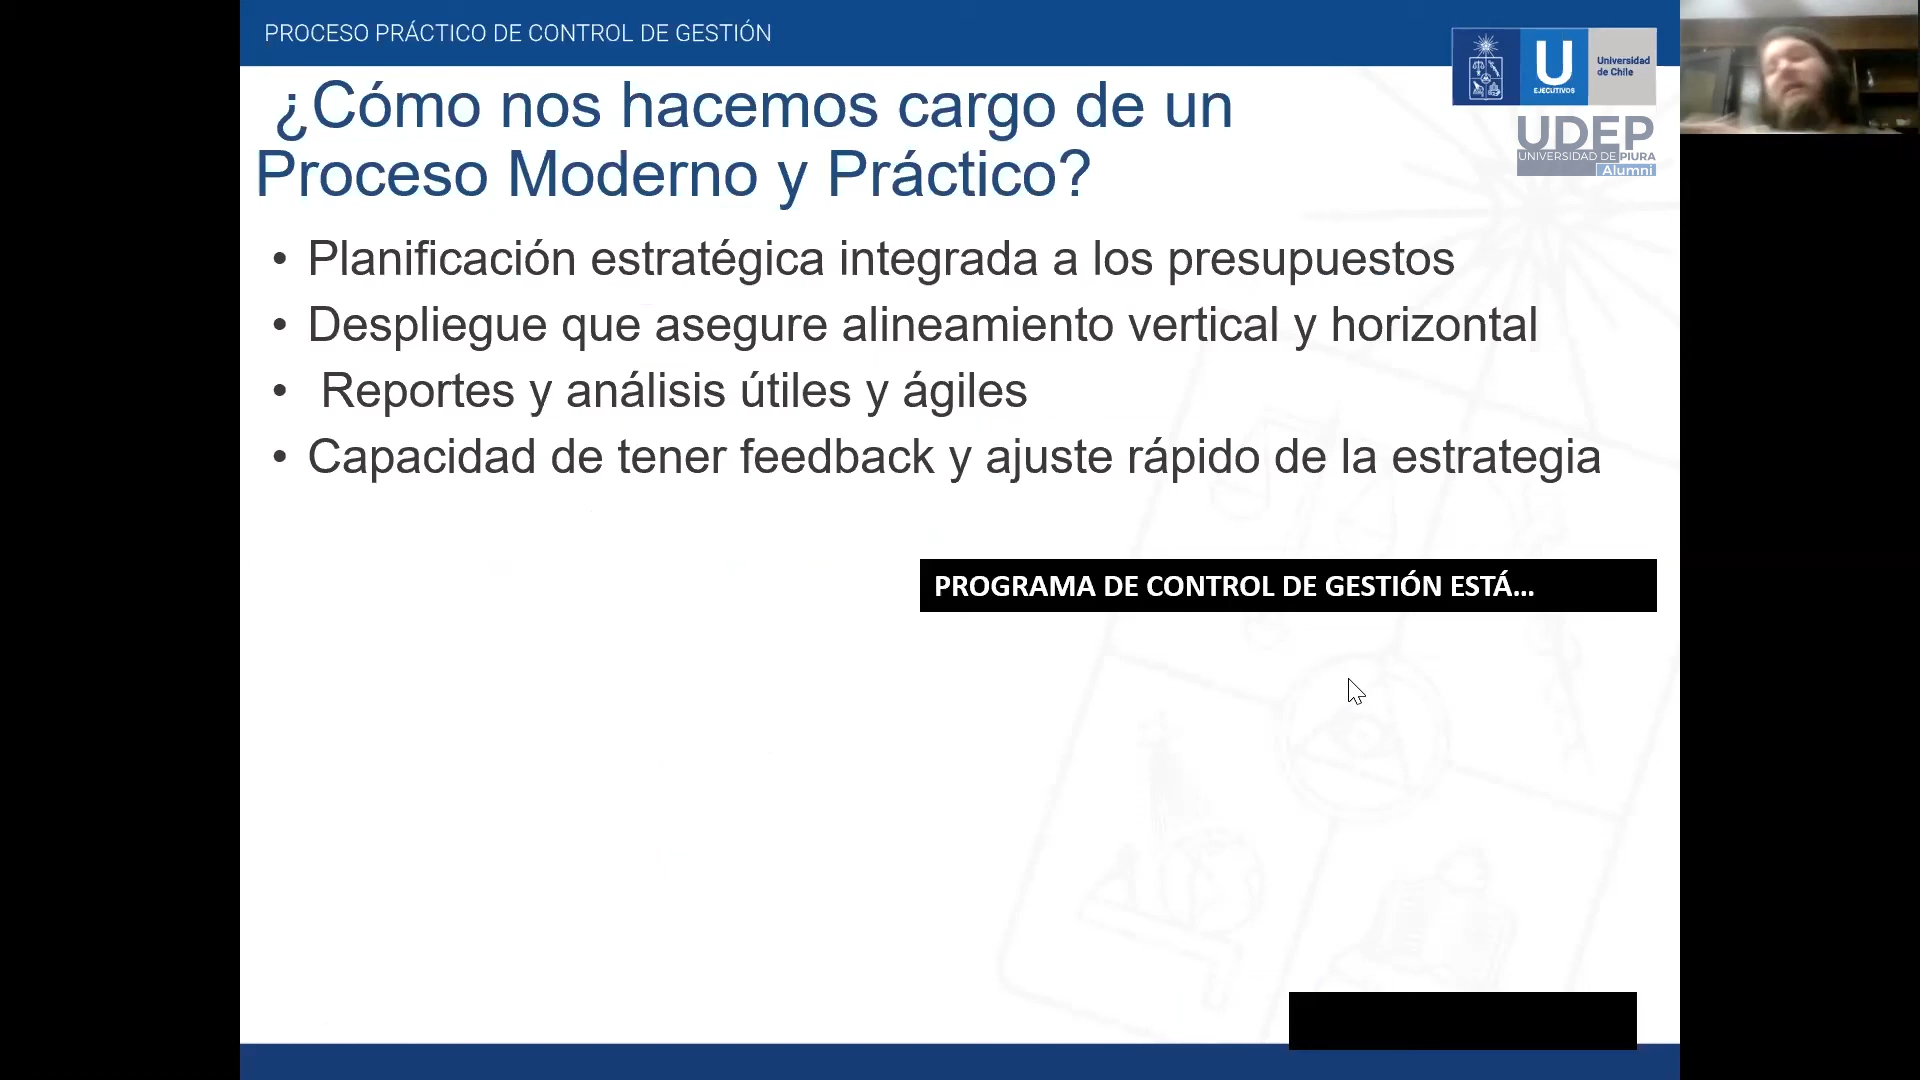 PROCESO PRÁCTICO DE CONTROL DE GESTIÓN
¿Cómo nos hacemos cargo de un
Proceso Moderno y Práctico?
U
EJECUTIVOS
Universidad
de Chile
UDEP
UNIVERSIDAD DE PIURA
Alumni
• Planificación estratégica integrada a los presupuestos
• Despliegue que asegure alineamiento vertical y horizontal
• Reportes y análisis útiles y ágiles
• Capacidad de tener feedback y ajuste rápido de la estrategia
PROGRAMA DE CONTROL DE GESTIÓN ESTÁ...